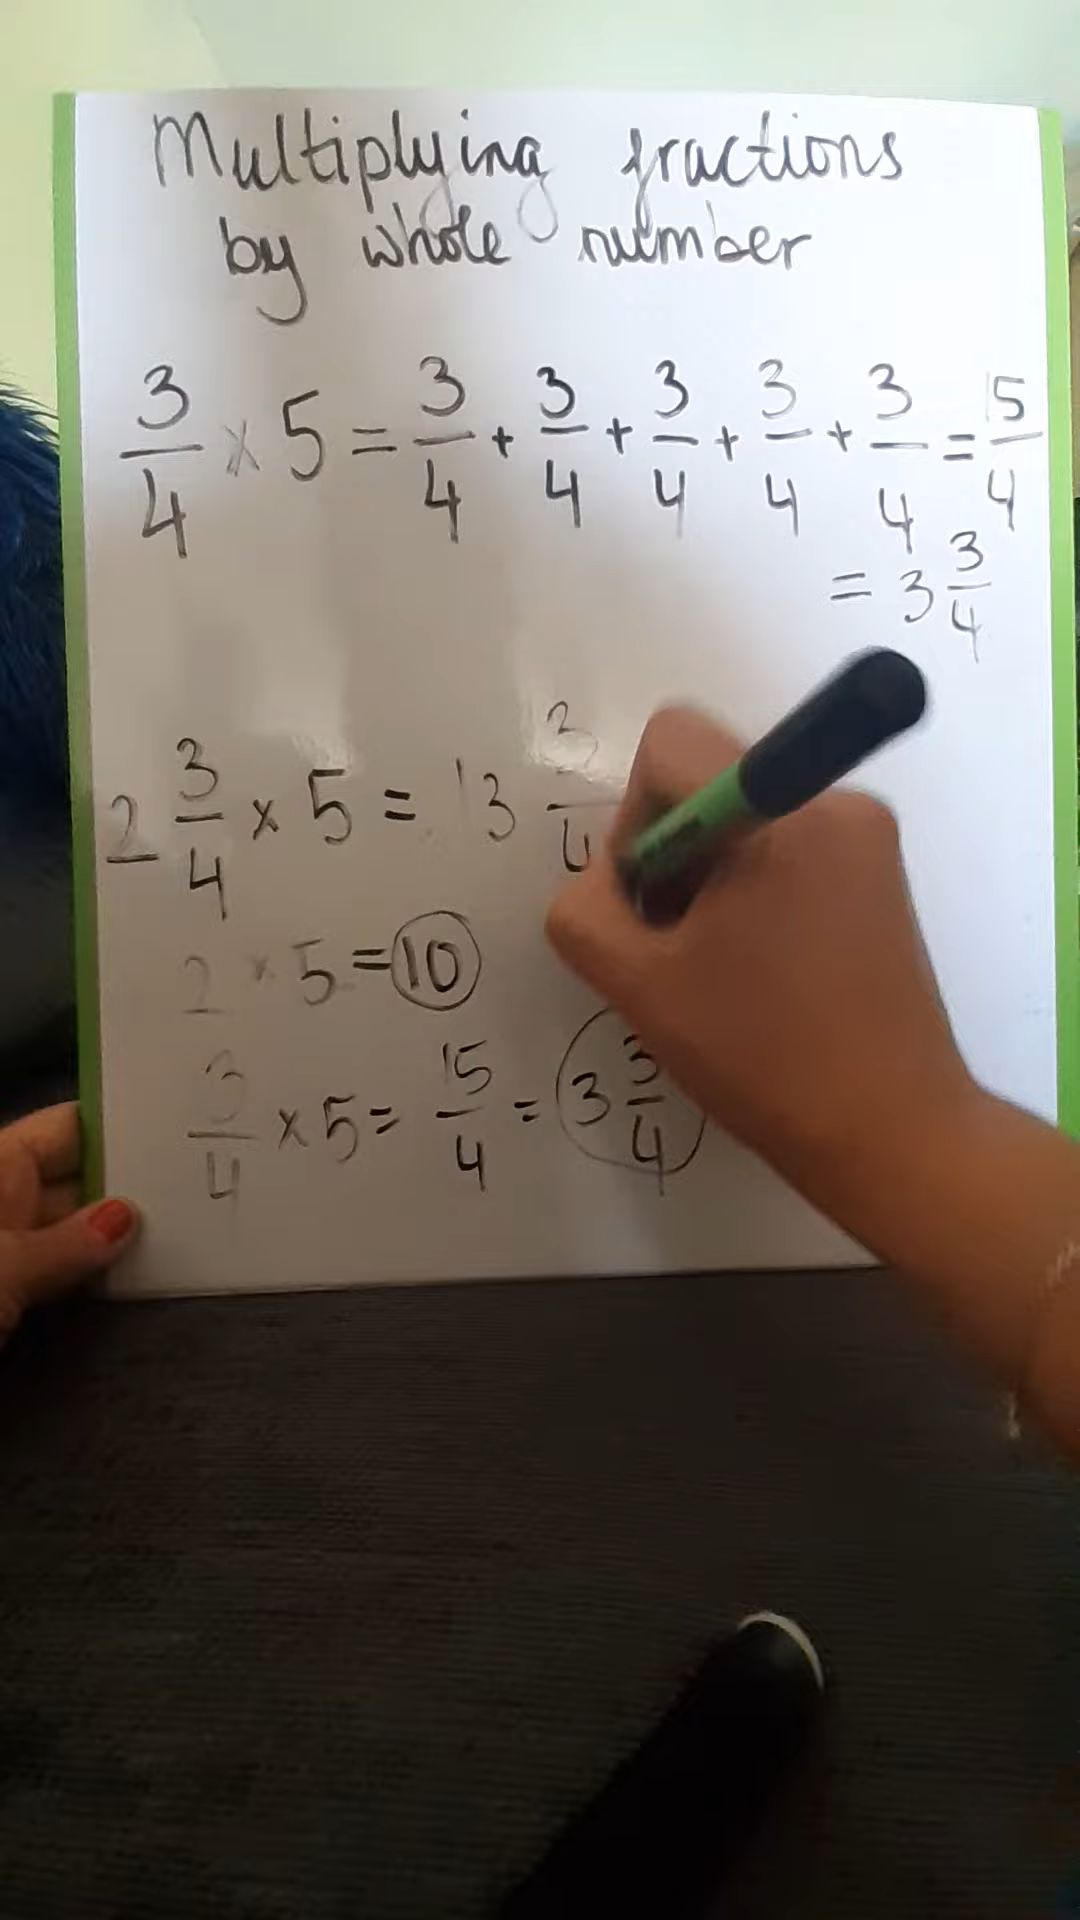 Multiplying fractions
by whole number
3/4 × 5 = 3/4 + 3/4 + 3/4 + 3/4 + 3/4 = 15/4
= 3 3/4
2 3/4 × 5 = 13 3/4
2 × 5 = 10
3/4 × 5 = 15/4 = 3 3/4